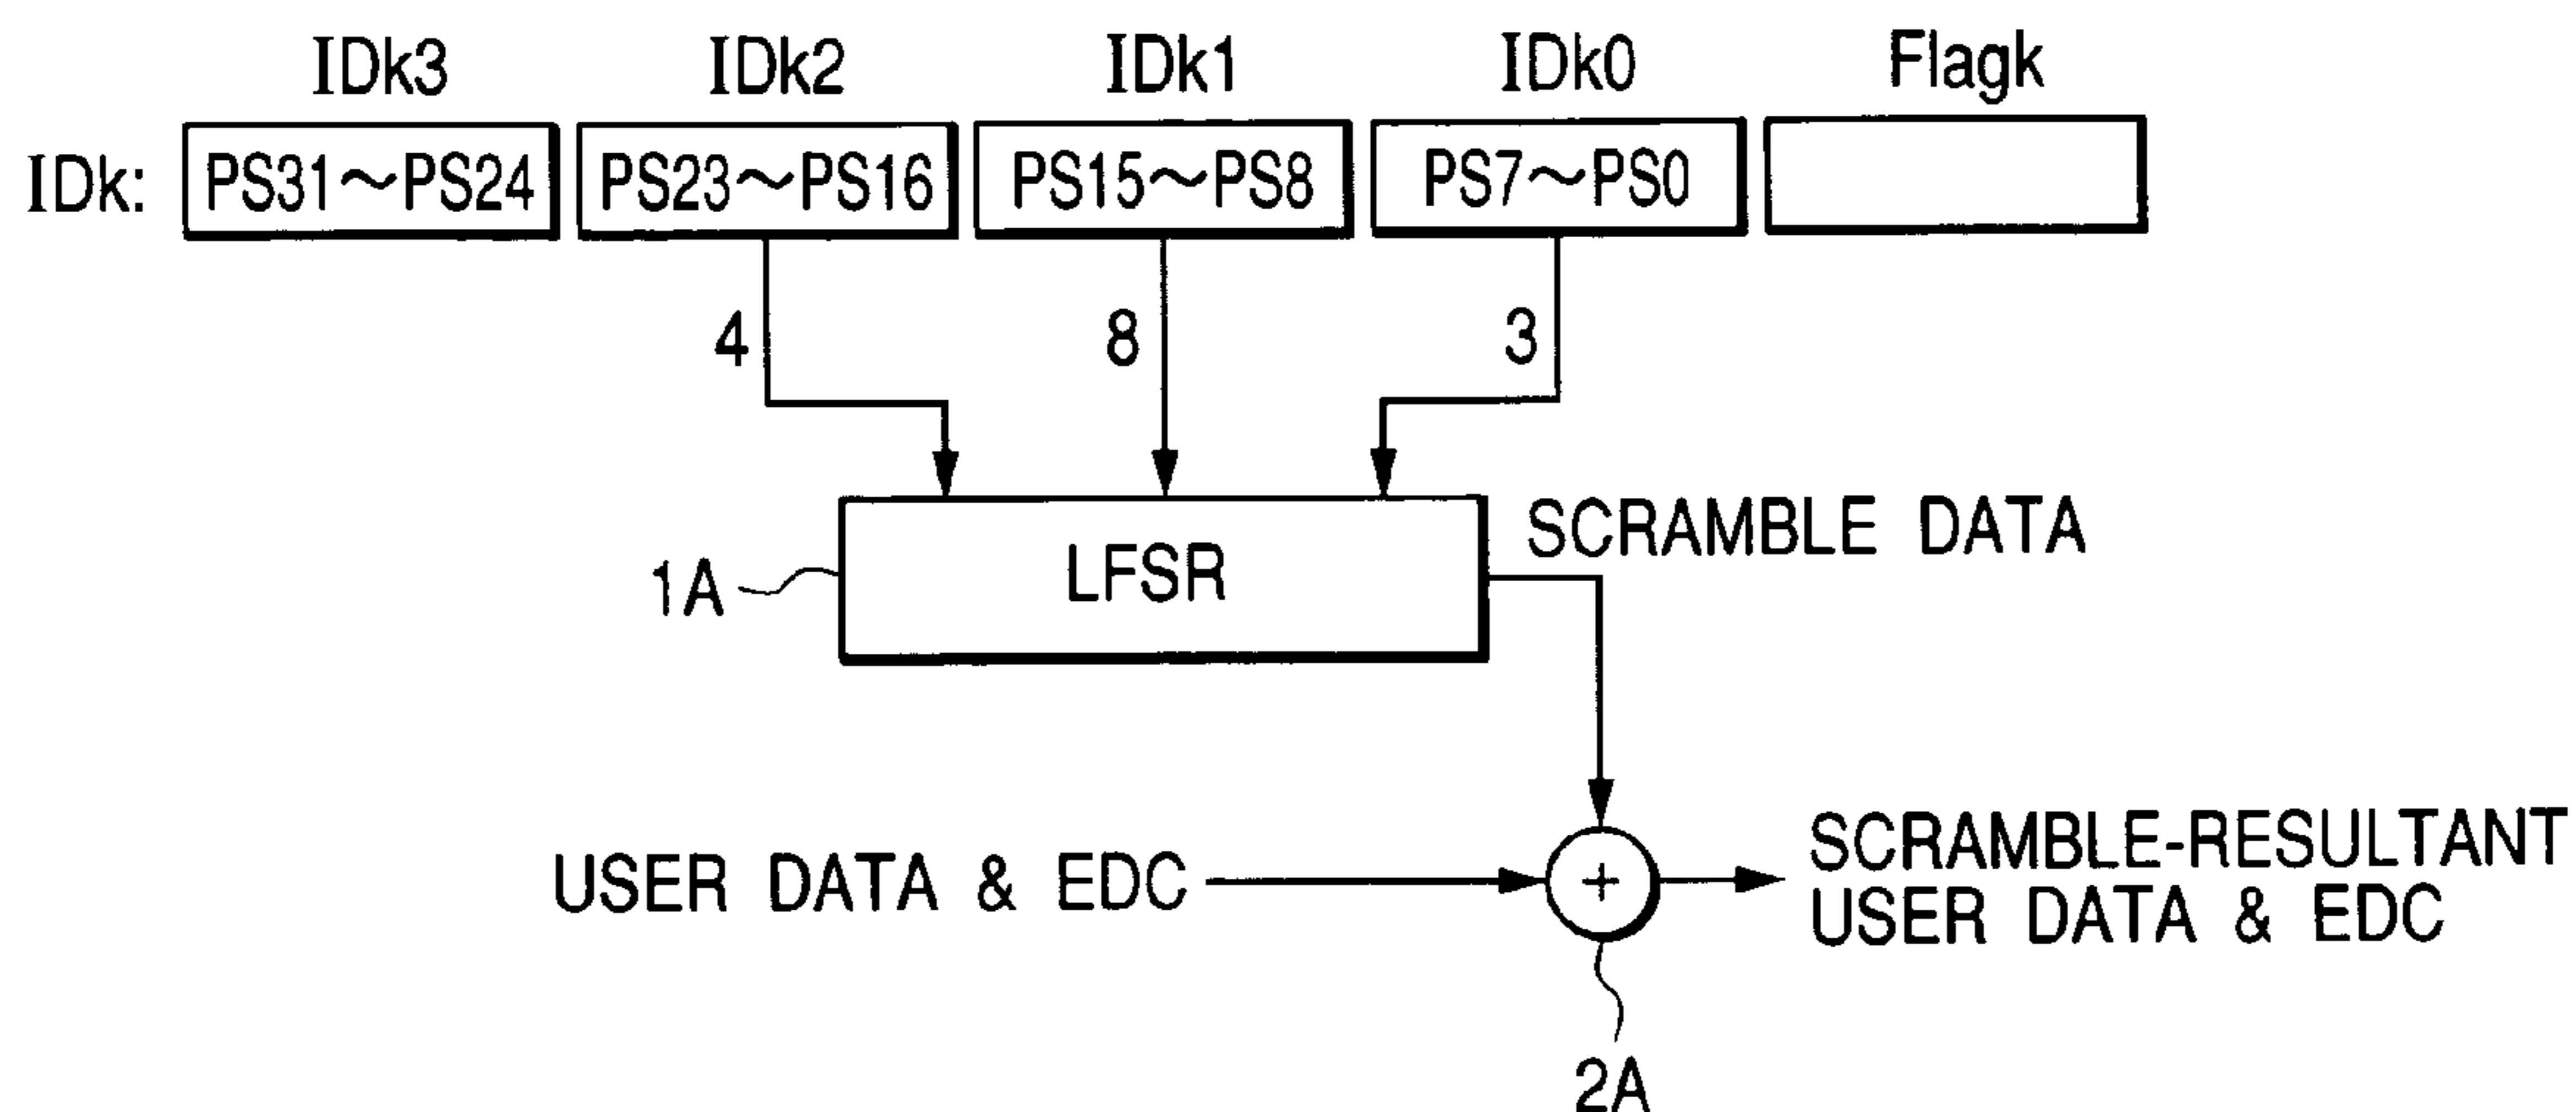 IDk3 IDk2 IDk1 IDk0 Flagk
IDk: PS31～PS24 PS23～PS16 PS15～PS8 PS7～PS0
4 8 3
SCRAMBLE DATA
1A LFSR
USER DATA & EDC
+
SCRAMBLE-RESULTANT
USER DATA & EDC
2A